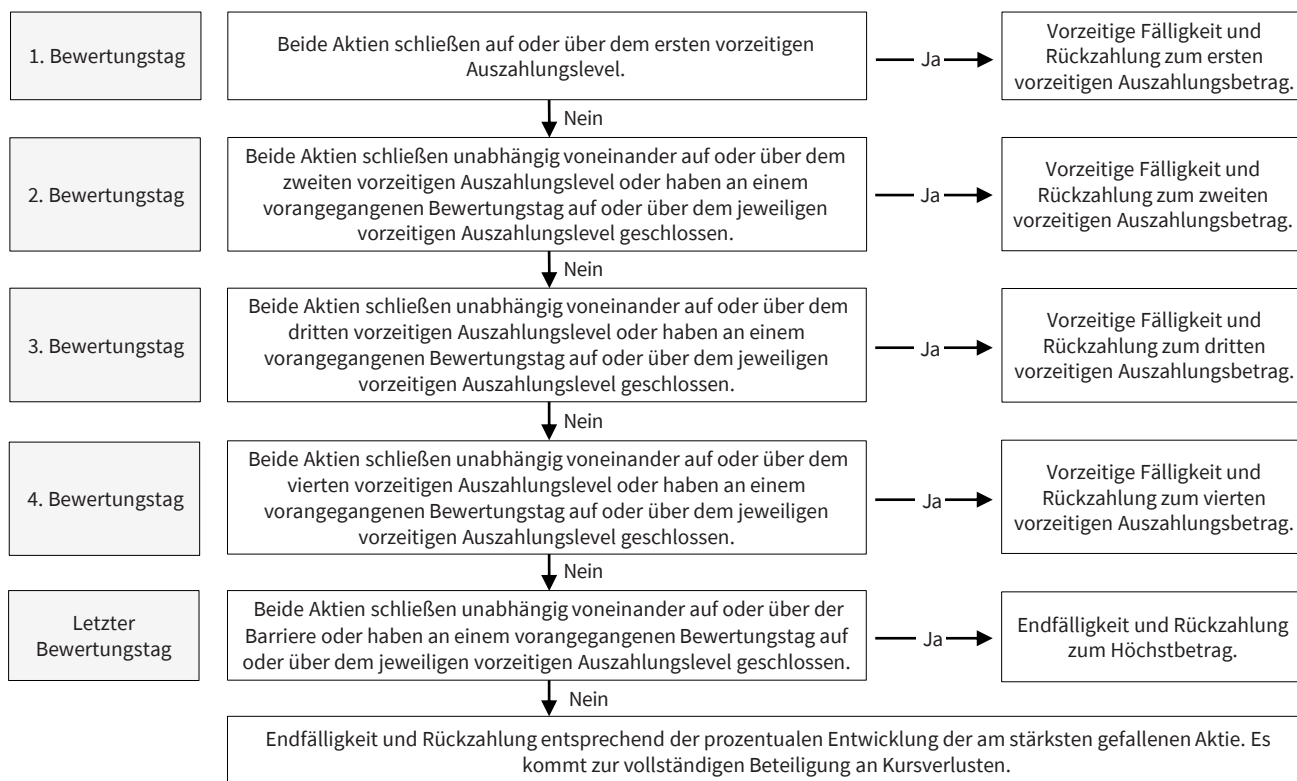 1. Bewertungstag
Beide Aktien schließen auf oder über dem ersten vorzeitigen
Auszahlungslevel.
Ja
Vorzeitige Fälligkeit und
Rückzahlung zum ersten
vorzeitigen Auszahlungsbetrag.
Nein
2. Bewertungstag
Beide Aktien schließen unabhängig voneinander auf oder über dem
zweiten vorzeitigen Auszahlungslevel oder haben an einem
vorangegangenen Bewertungstag auf oder über dem jeweiligen
vorzeitigen Auszahlungslevel geschlossen.
Ja
Vorzeitige Fälligkeit und
Rückzahlung zum zweiten
vorzeitigen Auszahlungsbetrag.
Nein
3. Bewertungstag
Beide Aktien schließen unabhängig voneinander auf oder über dem
dritten vorzeitigen Auszahlungslevel oder haben an einem
vorangegangenen Bewertungstag auf oder über dem jeweiligen
vorzeitigen Auszahlungslevel geschlossen.
Ja
Vorzeitige Fälligkeit und
Rückzahlung zum dritten
vorzeitigen Auszahlungsbetrag.
Nein
4. Bewertungstag
Beide Aktien schließen unabhängig voneinander auf oder über dem
vierten vorzeitigen Auszahlungslevel oder haben an einem
vorangegangenen Bewertungstag auf oder über dem jeweiligen
vorzeitigen Auszahlungslevel geschlossen.
Ja
Vorzeitige Fälligkeit und
Rückzahlung zum vierten
vorzeitigen Auszahlungsbetrag.
Nein
Letzter
Bewertungstag
Beide Aktien schließen unabhängig voneinander auf oder über der
Barriere oder haben an einem vorangegangenen Bewertungstag auf
oder über dem jeweiligen vorzeitigen Auszahlungslevel geschlossen.
Ja
Endfälligkeit und Rückzahlung
zum Höchstbetrag.
Nein
Endfälligkeit und Rückzahlung entsprechend der prozentualen Entwicklung der am stärksten gefallenen Aktie. Es
kommt zur vollständigen Beteiligung an Kursverlusten.